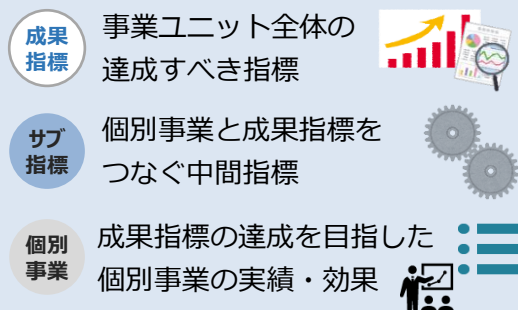 成果
指標
事業ユニット全体の
達成すべき指標
サブ
指標
個別事業と成果指標を
つなぐ中間指標
個別
事業
成果指標の達成を目指した
個別事業の実績・効果